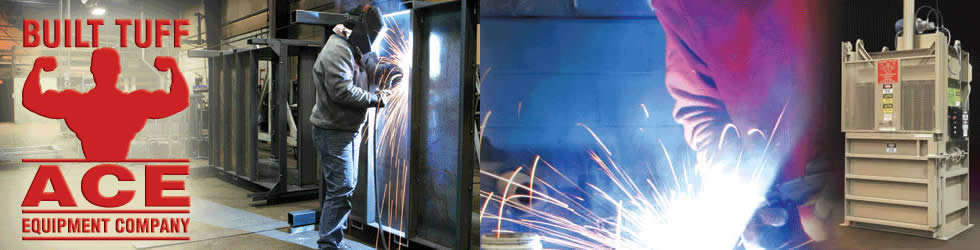 BUILT TUFF
ACE
EQUIPMENT COMPANY